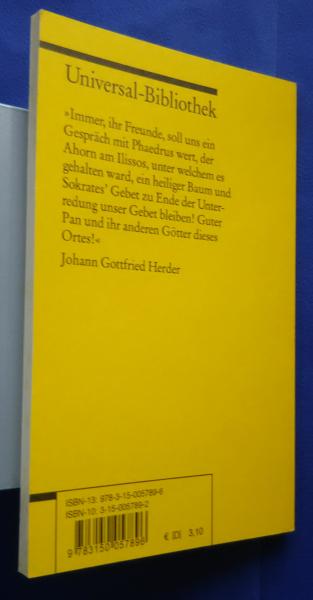 Universal-Bibliothek
»Immer, ihr Freunde, soll uns ein
Gespräch mit Phaedrus wert, der
Ahorn am Ilissos, unter welchem es
gehalten ward, ein heiliger Baum und
Sokrates’ Gebet zu Ende der Unter-
redung unser Gebet bleiben! Guter
Pan und ihr anderen Götter dieses
Ortes!«
Johann Gottfried Herder
ISBN-13: 978-3-15-005789-6
ISBN-10: 3-15-005789-2
9 783150 057896
€ [D] 3,10